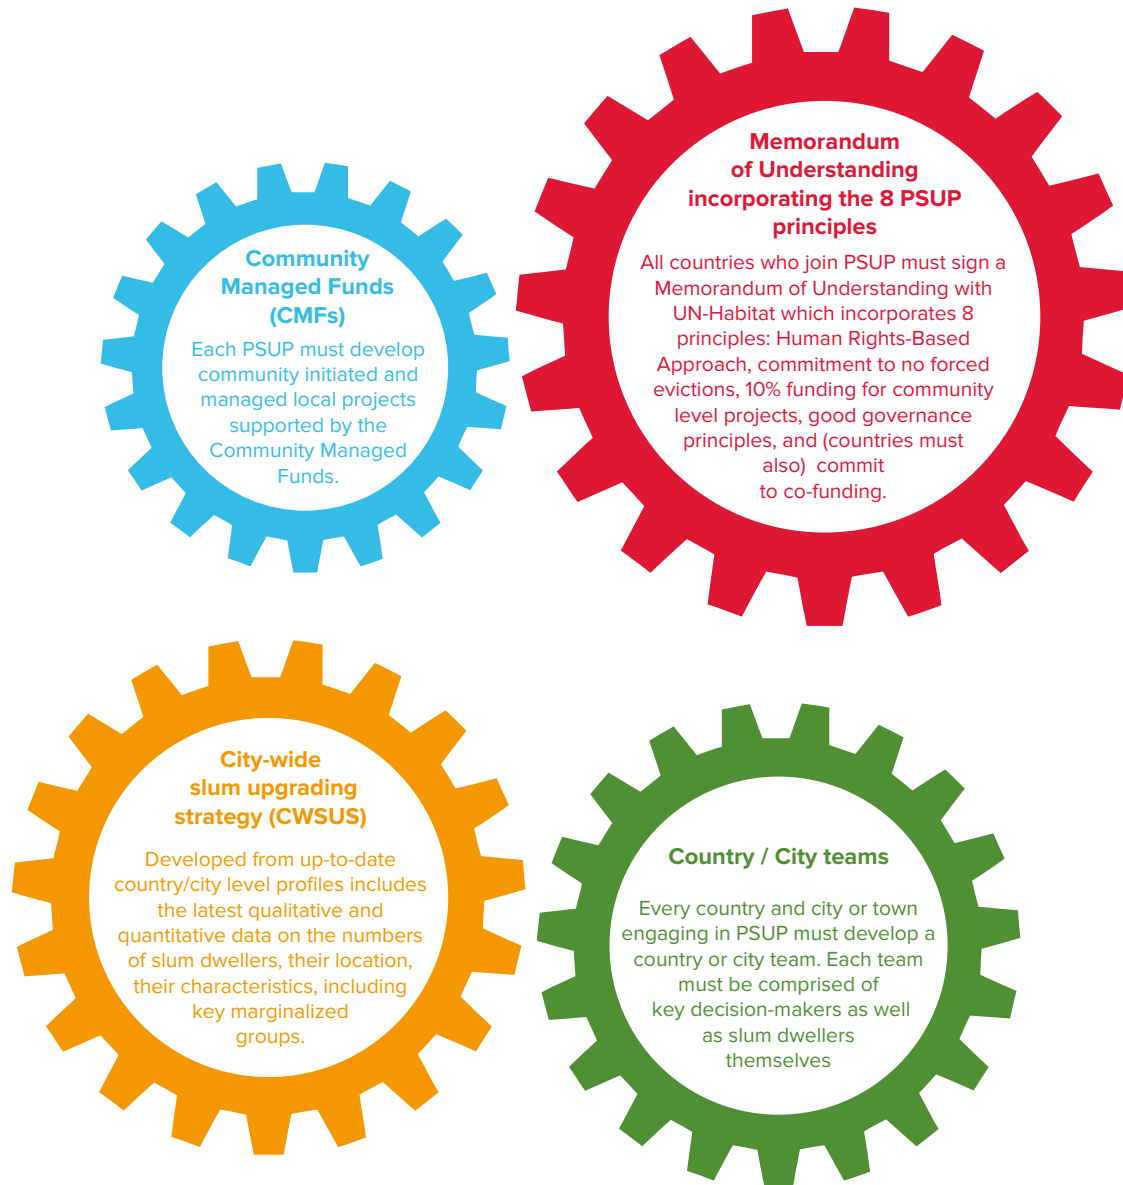 Community
Managed Funds
(CMFs)
Each PSUP must develop
community initiated and
managed local projects
supported by the
Community Managed
Funds.
Memorandum
of Understanding
incorporating the 8 PSUP
principles
All countries who join PSUP must sign a
Memorandum of Understanding with
UN-Habitat which incorporates 8
principles: Human Rights-Based
Approach, commitment to no forced
evictions, 10% funding for community
level projects, good governance
principles, and (countries must
also) commit
to co-funding.
City-wide
slum upgrading
strategy (CWSUS)
Developed from up-to-date
country/city level profiles includes
the latest qualitative and
quantitative data on the numbers
of slum dwellers, their location,
their characteristics, including
key marginalized
groups.
Country / City teams
Every country and city or town
engaging in PSUP must develop a
country or city team. Each team
must be comprised of
key decision-makers as well
as slum dwellers
themselves